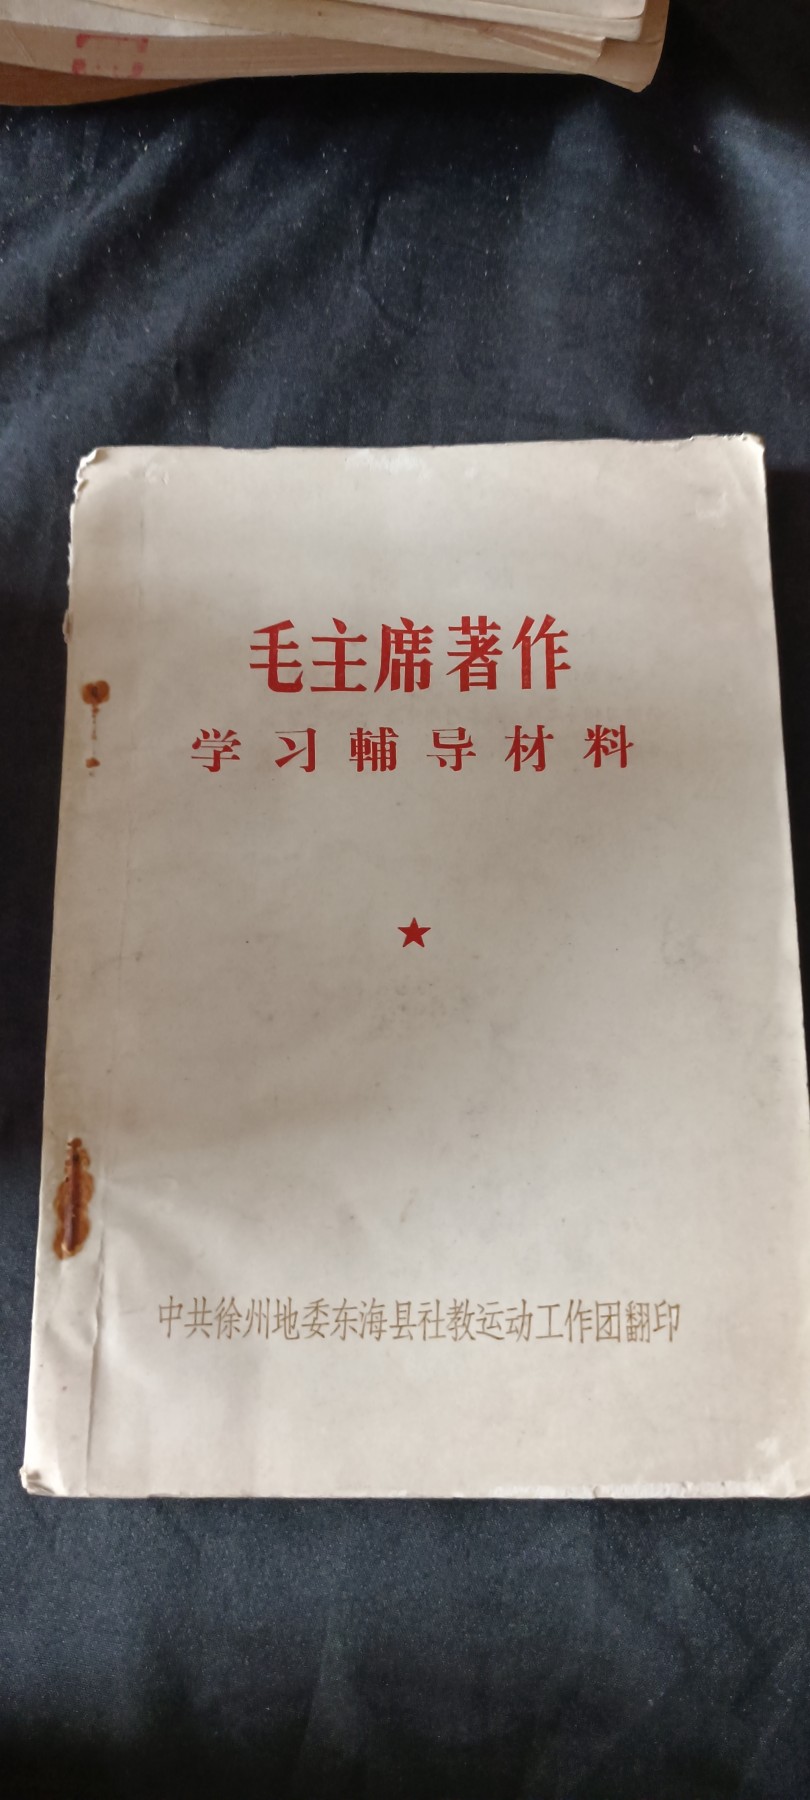 毛主席著作
学习輔导材料
中共徐州地委东海县社教运动工作团翻印